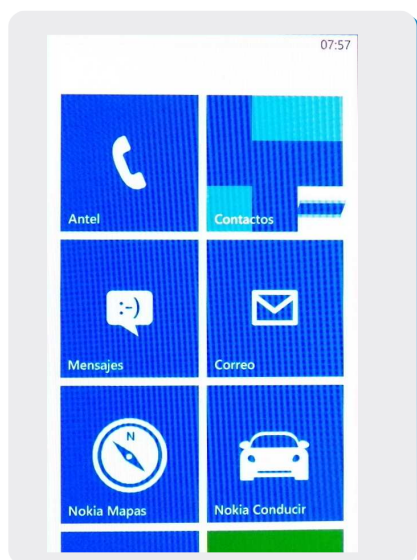 07:57
Antel
Contactos
:-)
Mensajes
Correo
N
Nokia Mapas
Nokia Conducir